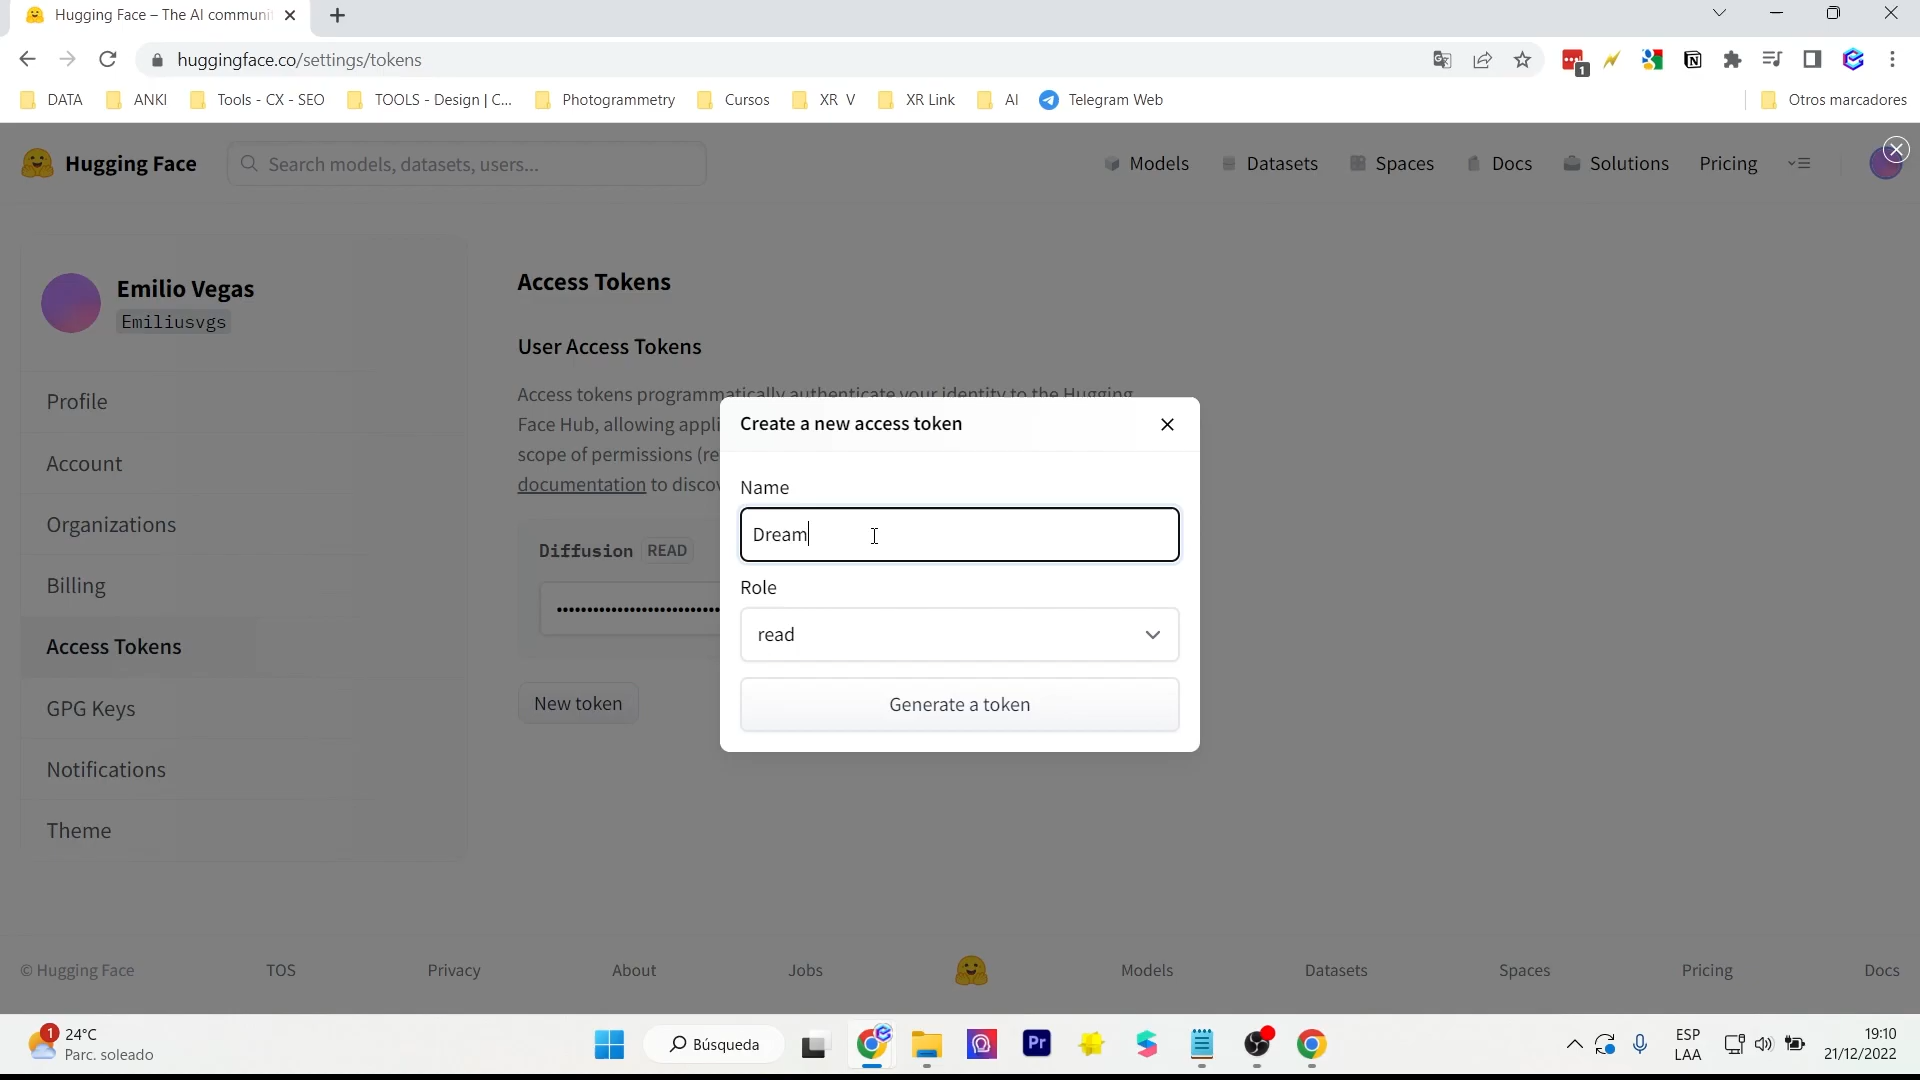 Hugging Face – The AI communi
huggingface.co/settings/tokens
1
DATA
ANKI
Tools - CX - SEO
TOOLS - Design | C...
Photogrammetry
Cursos
XR V
XR Link
AI
Telegram Web
Otros marcadores
Hugging Face
Search models, datasets, users...
Models
Datasets
Spaces
Docs
Solutions
Pricing
Emilio Vegas
Emiliusvgs
Profile
Account
Organizations
Billing
Access Tokens
GPG Keys
Notifications
Theme
Access Tokens
User Access Tokens
Access tokens programmatically authenticate your identity to the Hugging
Face Hub, allowing appli
scope of permissions (re
documentation to discov
Diffusion READ
New token
Create a new access token
Name
Dream
Role
read
Generate a token
© Hugging Face
TOS
Privacy
About
Jobs
Models
Datasets
Spaces
Pricing
Docs
1
24°C
Parc. soleado
Búsqueda
Pr
ESP
LAA
19:10
21/12/2022